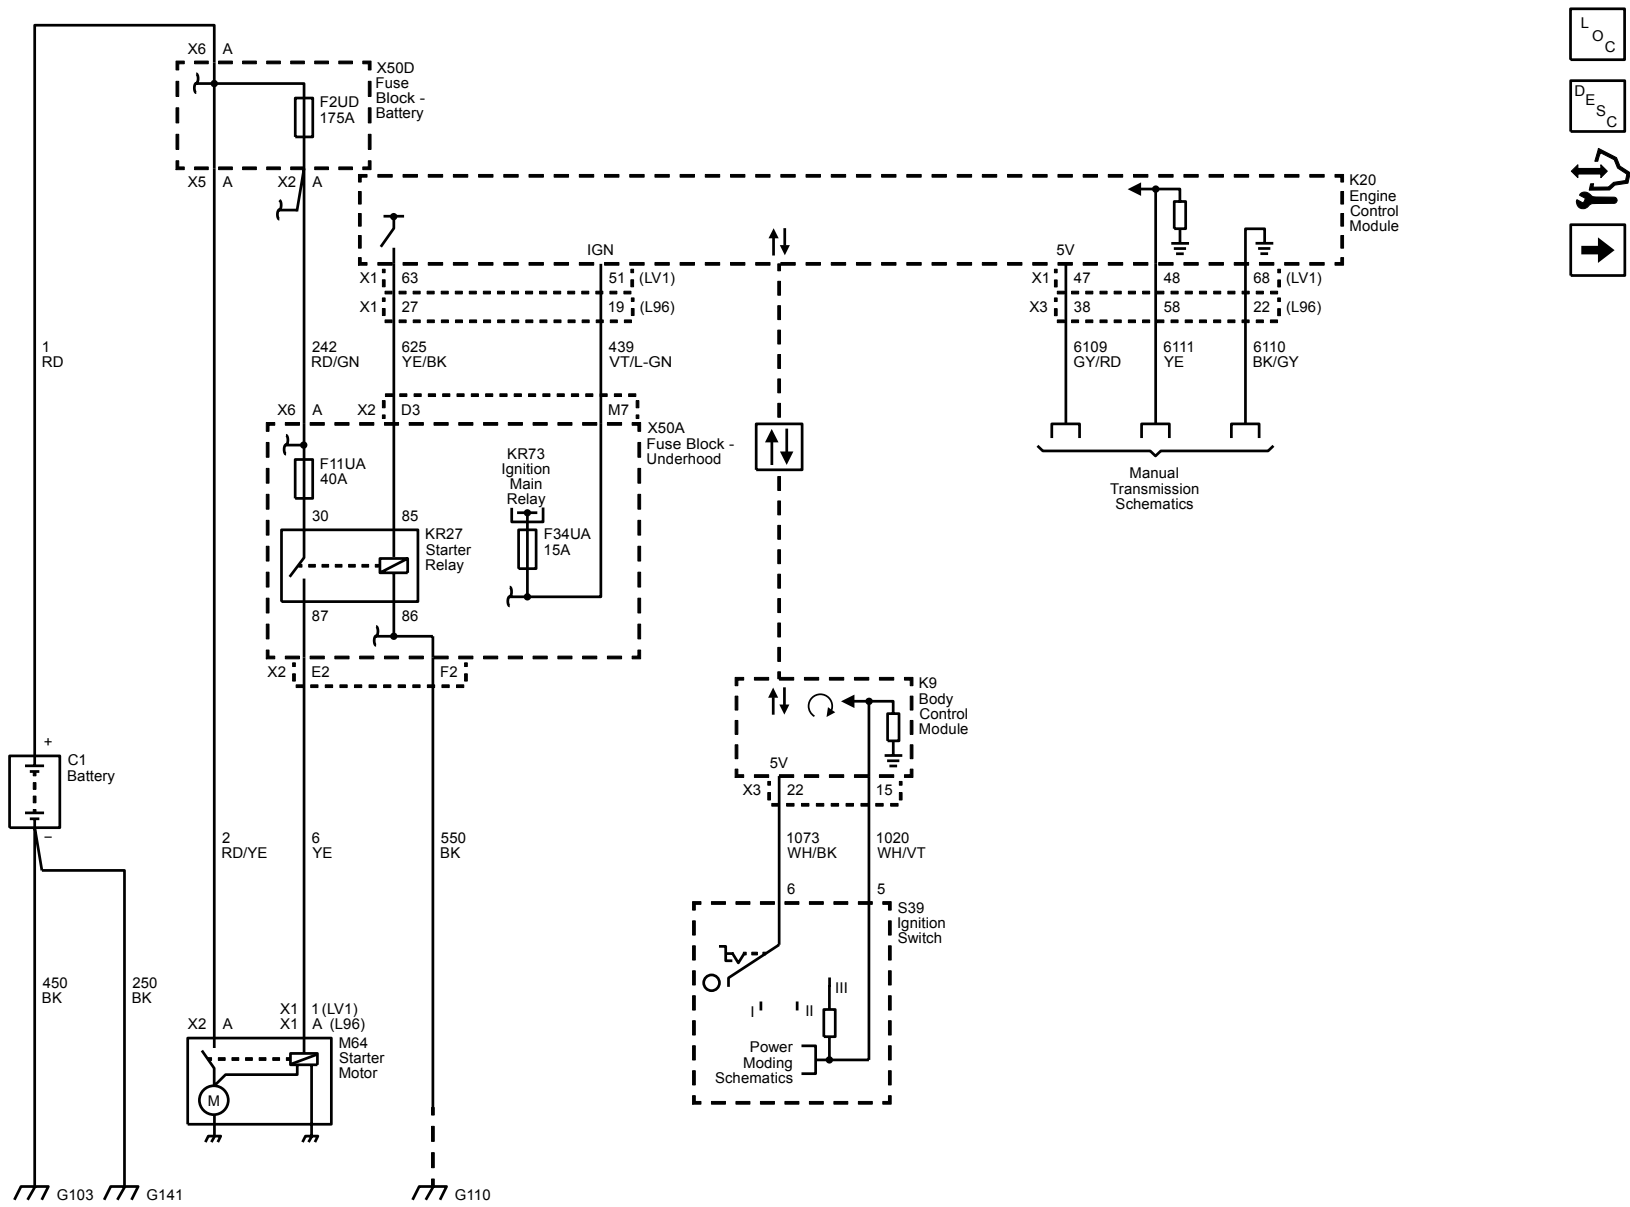 L O C
D E S C
X6 A
X50D
Fuse
Block -
Battery
F2UD
175A
X5 A X2 A
K20
Engine
Control
Module
IGN 5V
X1 63 51 (LV1) X1 47 48 68 (LV1)
X1 27 19 (L96) X3 38 58 22 (L96)
1 242 625 439 6109 6111 6110
RD RD/GN YE/BK VT/L-GN GY/RD YE BK/GY
X6 A X2 D3 M7
X50A
Fuse Block -
Underhood
KR73
Ignition
Main
Relay
F11UA
40A
Manual
Transmission
Schematics
30 85
KR27
Starter
Relay
F34UA
15A
87 86
X2 E2 F2
K9
Body
Control
Module
+
C1
Battery
−
5V
X3 22 15
2 6 550 1073 1020
RD/YE YE BK WH/BK WH/VT
6 5
S39
Ignition
Switch
450 250
BK BK
I II III
X1 1 (LV1)
X2 A X1 A (L96)
M64
Starter
Motor
M
Power
Moding
Schematics
G103 G141 G110